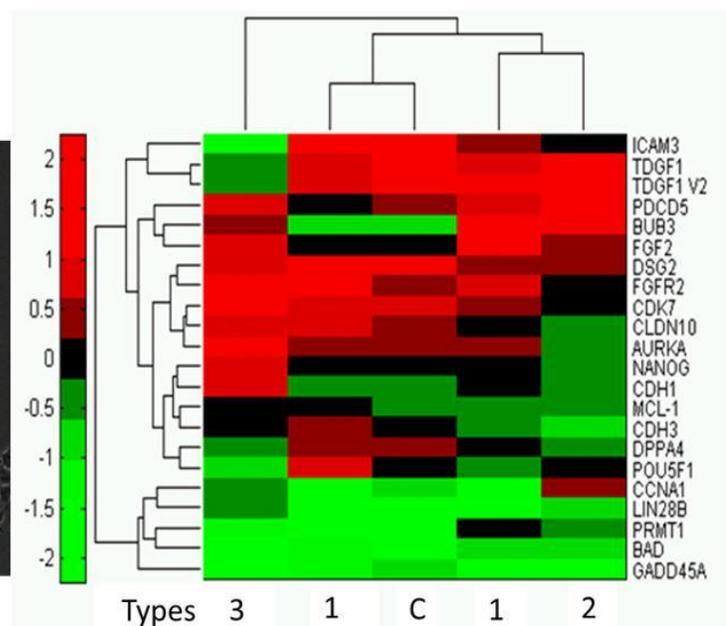 2
1.5
1
0.5
0
-0.5
-1
-1.5
-2
ICAM3
TDGF1
TDGF1 V2
PDCD5
BUB3
FGF2
DSG2
FGFR2
CDK7
CLDN10
AURKA
NANOG
CDH1
MCL-1
CDH3
DPPA4
POU5F1
CCNA1
LIN28B
PRMT1
BAD
GADD45A
Types 3 1 C 1 2